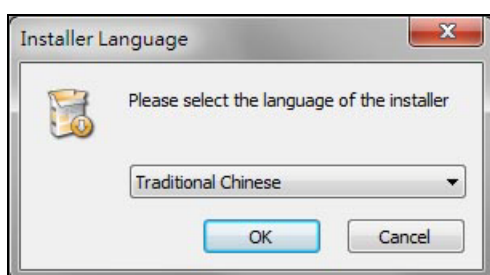 Installer Language
Please select the language of the installer
Traditional Chinese
OK
Cancel